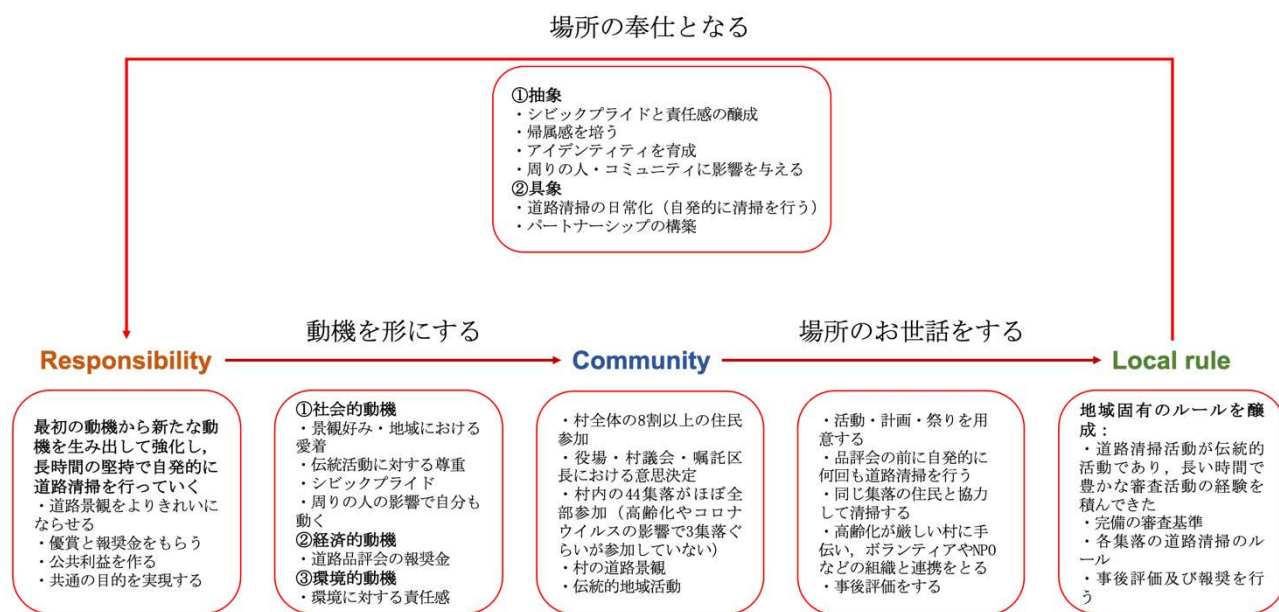 場所の奉仕となる
①抽象
・シビックプライドと責任感の醸成
・帰属感を培う
・アイデンティティを育成
・周りの人・コミュニティに影響を与える
②具象
・道路清掃の日常化（自発的に清掃を行う）
・パートナーシップの構築
動機を形にする
場所のお世話をする
Responsibility
Community
Local rule
最初の動機から新たな動
機を生み出して強化し，
長時間の堅持で自発的に
道路清掃を行っていく
・道路景観をよりきれいに
ならせる
・優賞と報奨金をもらう
・公共利益を作る
・共通の目的を実現する
①社会的動機
・景観好み・地域における
愛着
・伝統活動に対する尊重
・シビックプライド
・周りの人の影響で自分も
動く
②経済的動機
・道路品評会の報奨金
③環境的動機
・環境に対する責任感
・村全体の8割以上の住民
参加
・役場・村議会・嘱託区
長における意思決定
・村内の44集落がほぼ全
部参加（高齢化やコロナ
ウイルスの影響で3集落ぐ
らいが参加していない）
・村の道路景観
・伝統的地域活動
・活動・計画・祭りを用
意する
・品評会の前に自発的に
何回も道路清掃を行う
・同じ集落の住民と協力
して清掃する
・高齢化が厳しい村に手
伝い，ボランティアやNPO
などの組織と連携をとる
・事後評価をする
地域固有のルールを醸
成：
・道路清掃活動が伝統的
活動であり，長い時間で
豊かな審査活動の経験を
積んできた
・完備の審査基準
・各集落の道路清掃のル
ール
・事後評価及び報奨を行
う